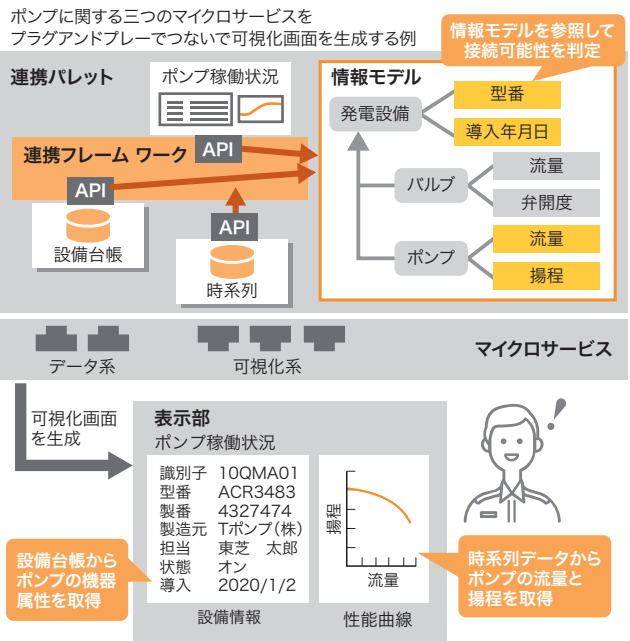 ポンプに関する三つのマイクロサービスを
プラグアンドプレーでつないで可視化画面を生成する例
情報モデルを参照して
接続可能性を判定
連携パレット
ポンプ稼働状況
API
連携フレーム ワーク
API
設備台帳
API
時系列
情報モデル
発電設備
型番
導入年月日
バルブ
流量
弁開度
ポンプ
流量
揚程
データ系
可視化系
マイクロサービス
可視化画面
を生成
表示部
ポンプ稼働状況
識別子 10QMA01
型番 ACR3483
製番 4327474
製造元 Tポンプ(株)
担当 東芝 太郎
状態 オン
導入 2020/1/2
設備情報
揚程
流量
性能曲線
設備台帳から
ポンプの機器
属性を取得
時系列データから
ポンプの流量と
揚程を取得